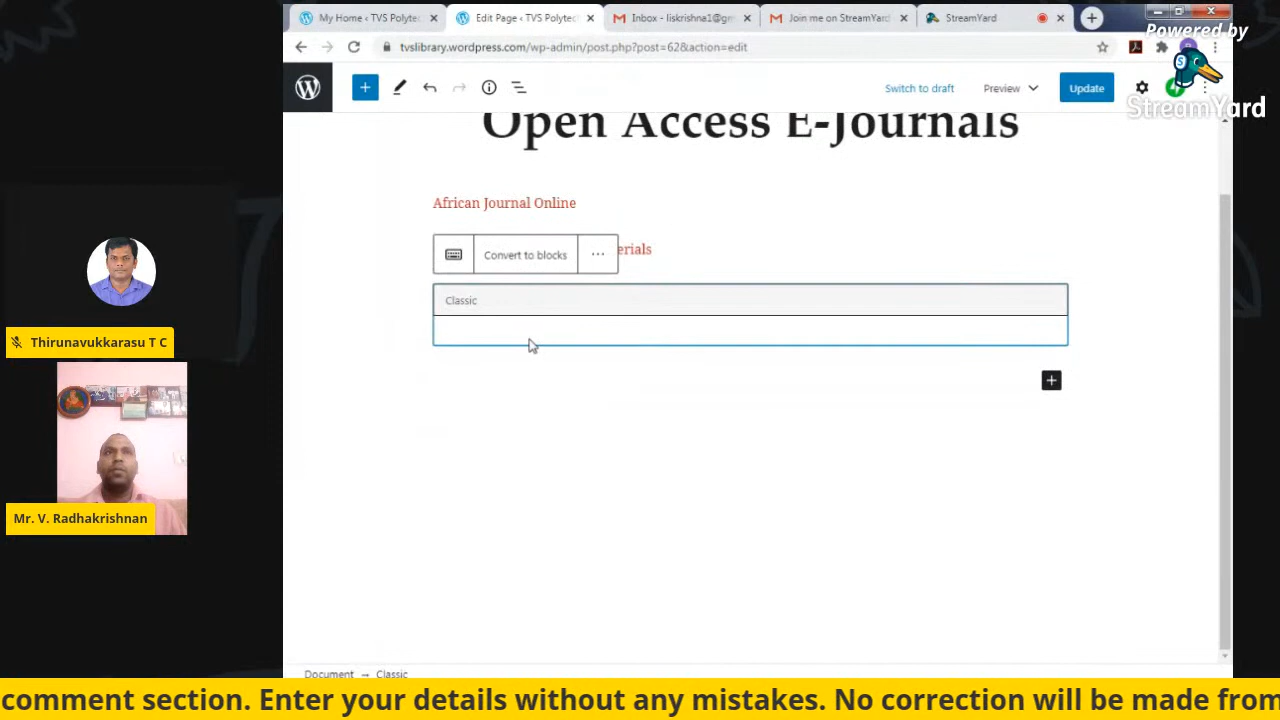 My Home ‹ TVS Polytec
Edit Page ‹ TVS Polytec
Inbox - liskrishna1@gm
Join me on StreamYard
StreamYard
Powered by
StreamYard
tvslibrary.wordpress.com/wp-admin/post.php?post=62&action=edit
Switch to draft
Preview
Update
Open Access E-Journals
African Journal Online
erials
Convert to blocks
Classic
Thirunavukkarasu T C
Mr. V. Radhakrishnan
Document → Classic
comment section. Enter your details without any mistakes. No correction will be made from